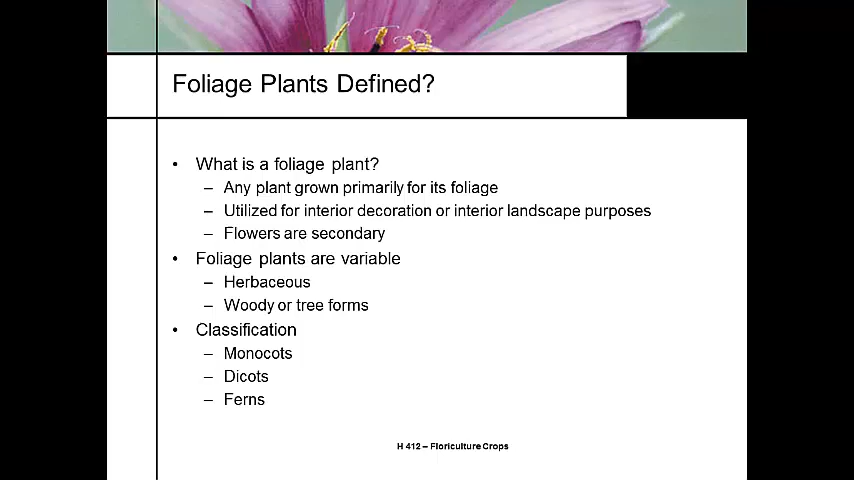 Foliage Plants Defined?
• What is a foliage plant?
– Any plant grown primarily for its foliage
– Utilized for interior decoration or interior landscape purposes
– Flowers are secondary
• Foliage plants are variable
– Herbaceous
– Woody or tree forms
• Classification
– Monocots
– Dicots
– Ferns
H 412 – Floriculture Crops